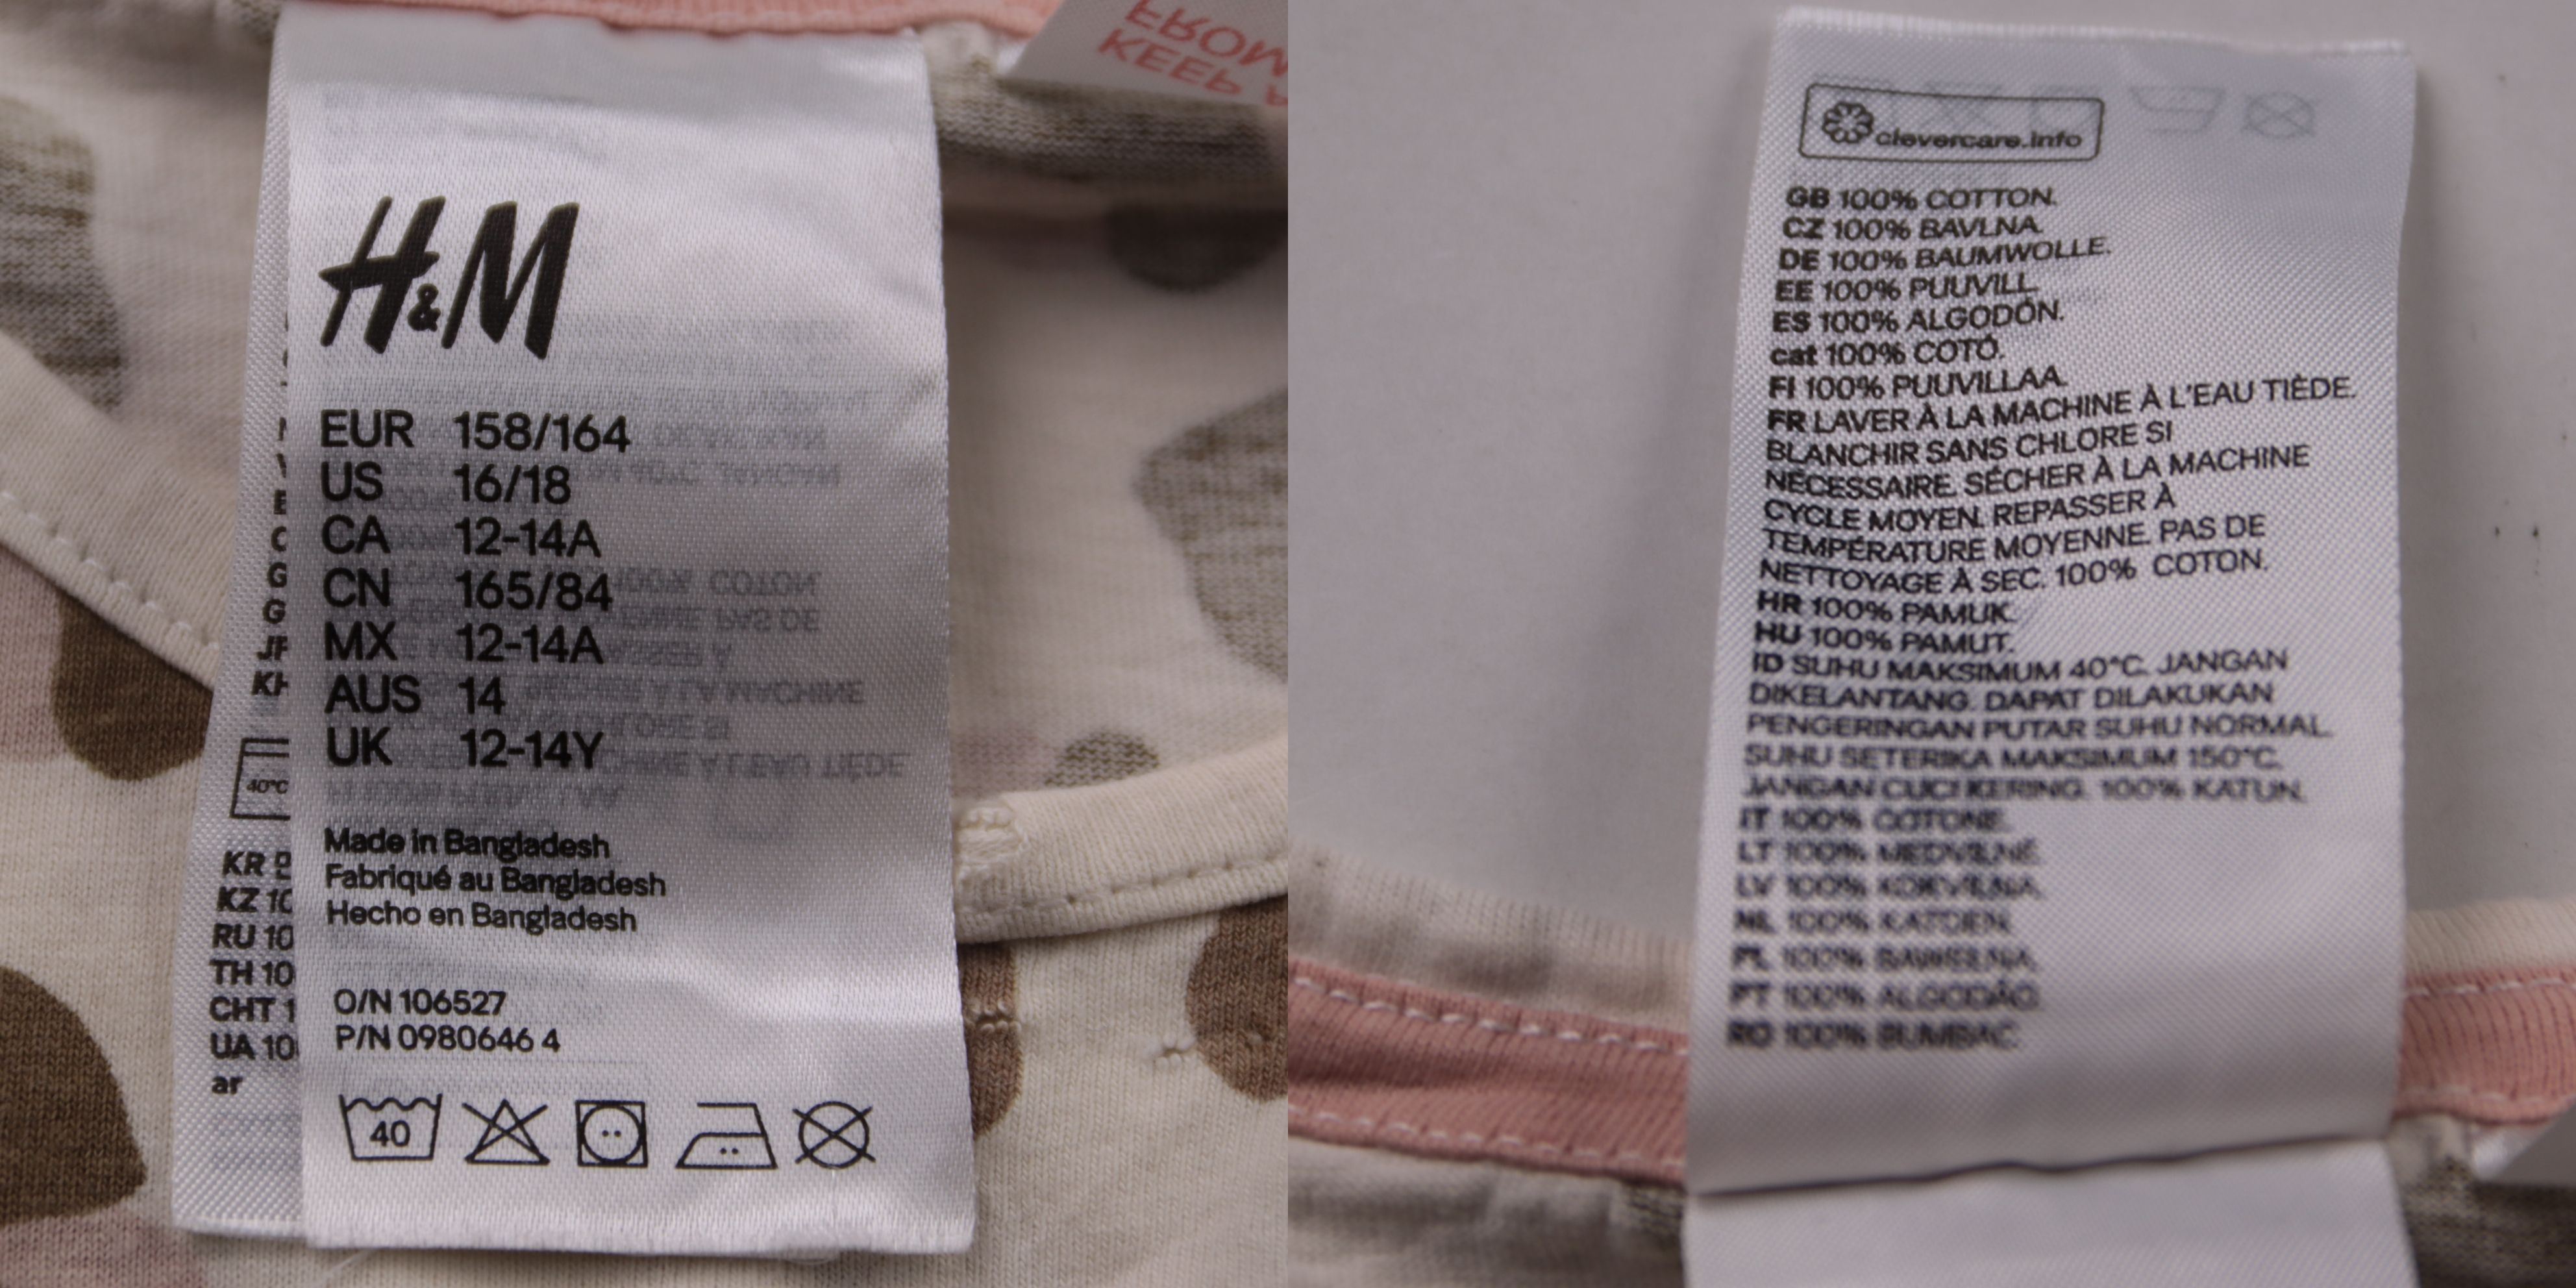 FROM
KEEP A
H&M
EUR 158/164
US 16/18
CA 12-14A
CN 165/84
MX 12-14A
AUS 14
UK 12-14Y
Made in Bangladesh
Fabriqué au Bangladesh
Hecho en Bangladesh
O/N 106527
P/N 0980646 4
40
40°C
KR
KZ 10
RU 10
TH 10
CHT 1
UA 10
ar
clevercare.info
GB 100% COTTON.
CZ 100% BAVLNA.
DE 100% BAUMWOLLE.
EE 100% PUUVILL.
ES 100% ALGODÓN.
cat 100% COTÓ.
FI 100% PUUVILLAA.
FR LAVER À LA MACHINE À L'EAU TIÈDE.
BLANCHIR SANS CHLORE SI
NÉCESSAIRE. SÉCHER À LA MACHINE
CYCLE MOYEN. REPASSER À
TEMPÉRATURE MOYENNE. PAS DE
NETTOYAGE À SEC. 100% COTON.
HR 100% PAMUK.
HU 100% PAMUT.
ID SUHU MAKSIMUM 40°C. JANGAN
DIKELANTANG. DAPAT DILAKUKAN
PENGERINGAN PUTAR SUHU NORMAL.
SUHU SETERIKA MAKSIMUM 150°C.
JANGAN CUCI KERING. 100% KATUN.
IT 100% COTONE.
LT 100% MEDVILNĖ.
LV 100% KOKVILNA.
NL 100% KATOEN.
PL 100% BAWEŁNA.
PT 100% ALGODÃO.
RO 100% BUMBAC.